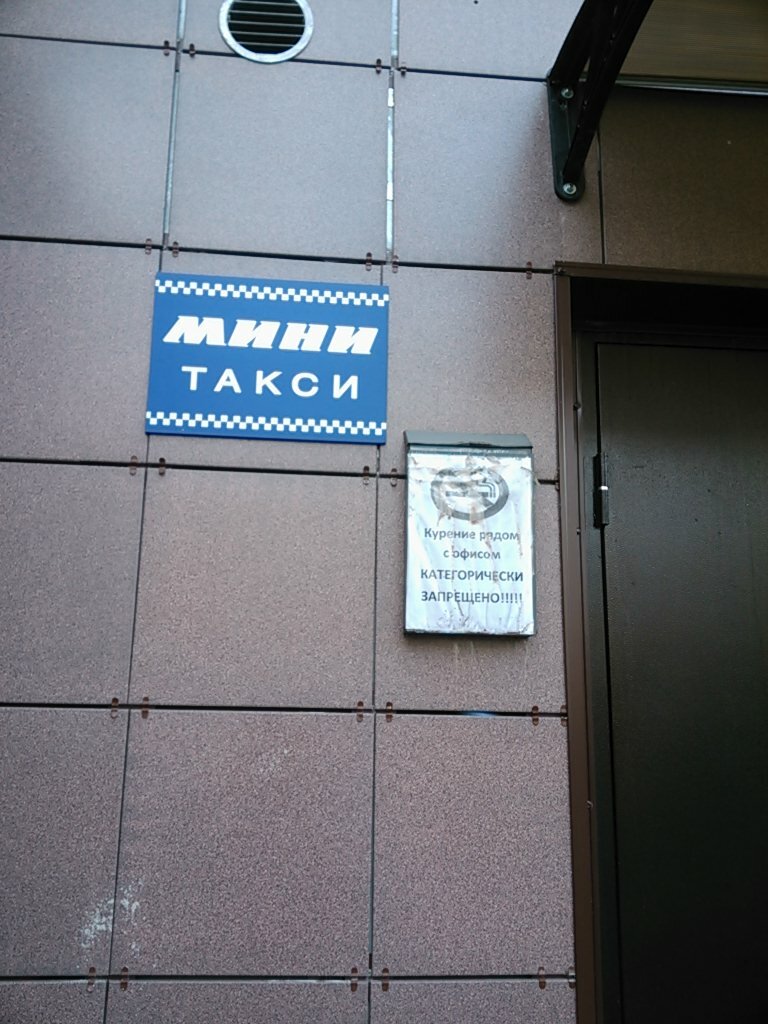 МИНИ
ТАКСИ
Курение рядом
с офисом
КАТЕГОРИЧЕСКИ
ЗАПРЕЩЕНО!!!!!